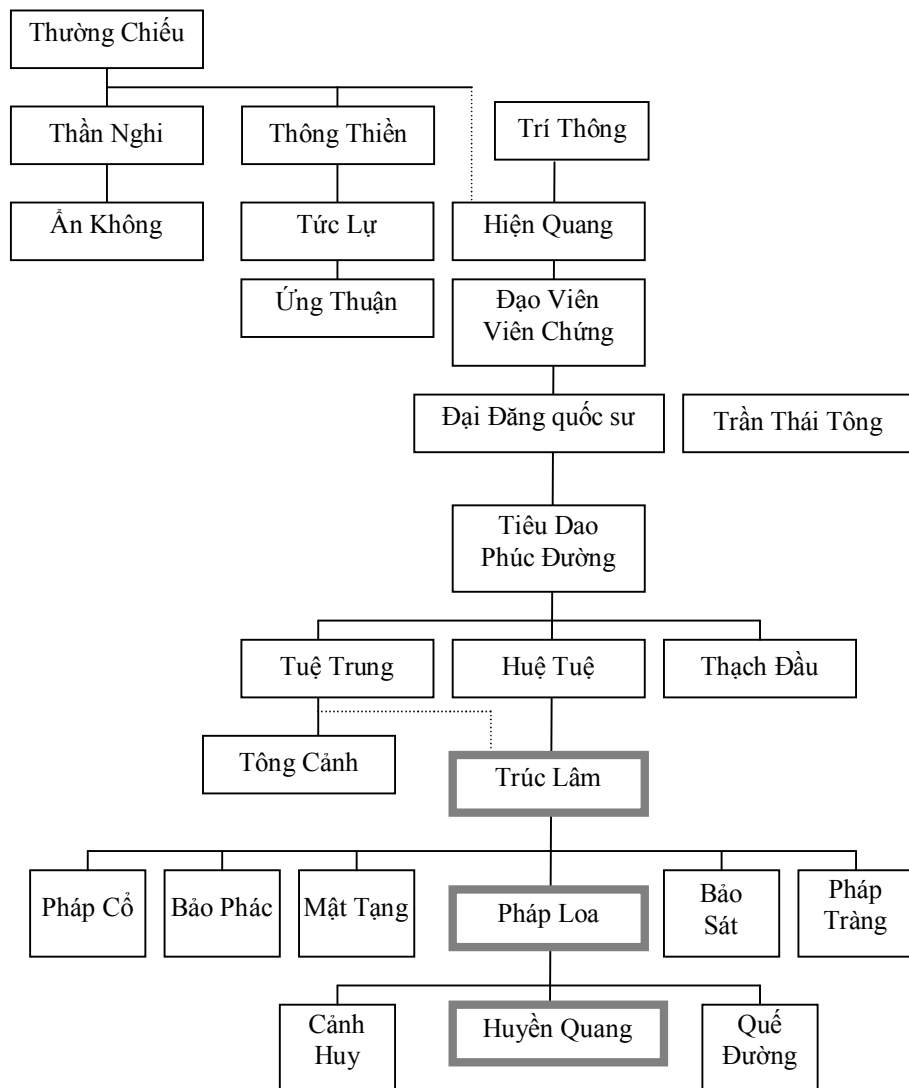 Thường Chiếu
Thần Nghi
Thông Thiền
Trí Thông
Ẩn Không
Tức Lự
Hiện Quang
Ứng Thuận
Đạo Viên
Viên Chứng
Đại Đăng quốc sư
Trần Thái Tông
Tiêu Dao
Phúc Đường
Tuệ Trung
Huệ Tuệ
Thạch Đầu
Tông Cảnh
Trúc Lâm
Pháp Cổ
Bảo Phác
Mật Tạng
Pháp Loa
Bảo
Sát
Pháp
Tràng
Cảnh
Huy
Huyền Quang
Quế
Đường